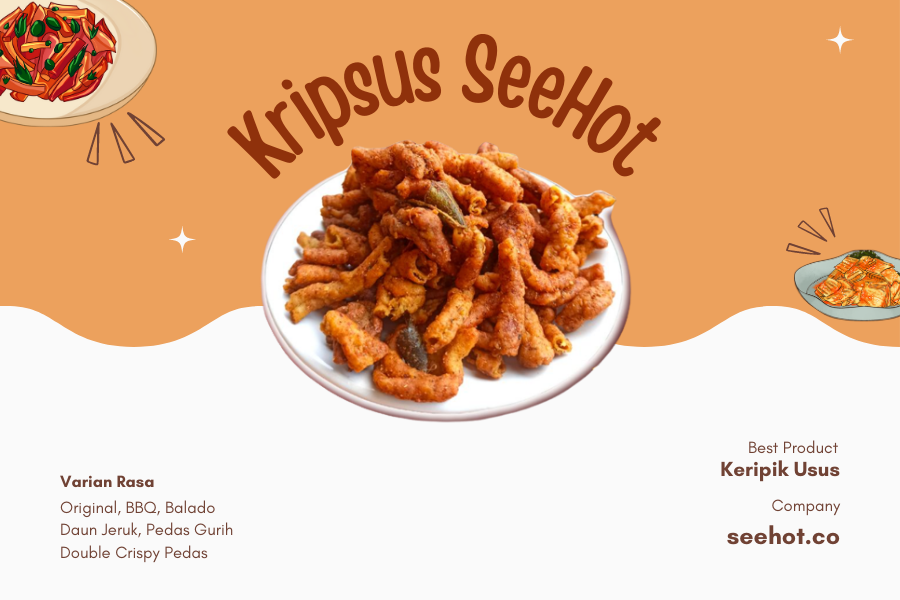 Kripsus SeeHot
Varian Rasa
Original, BBQ, Balado
Daun Jeruk, Pedas Gurih
Double Crispy Pedas
Best Product
Keripik Usus
Company
seehot.co